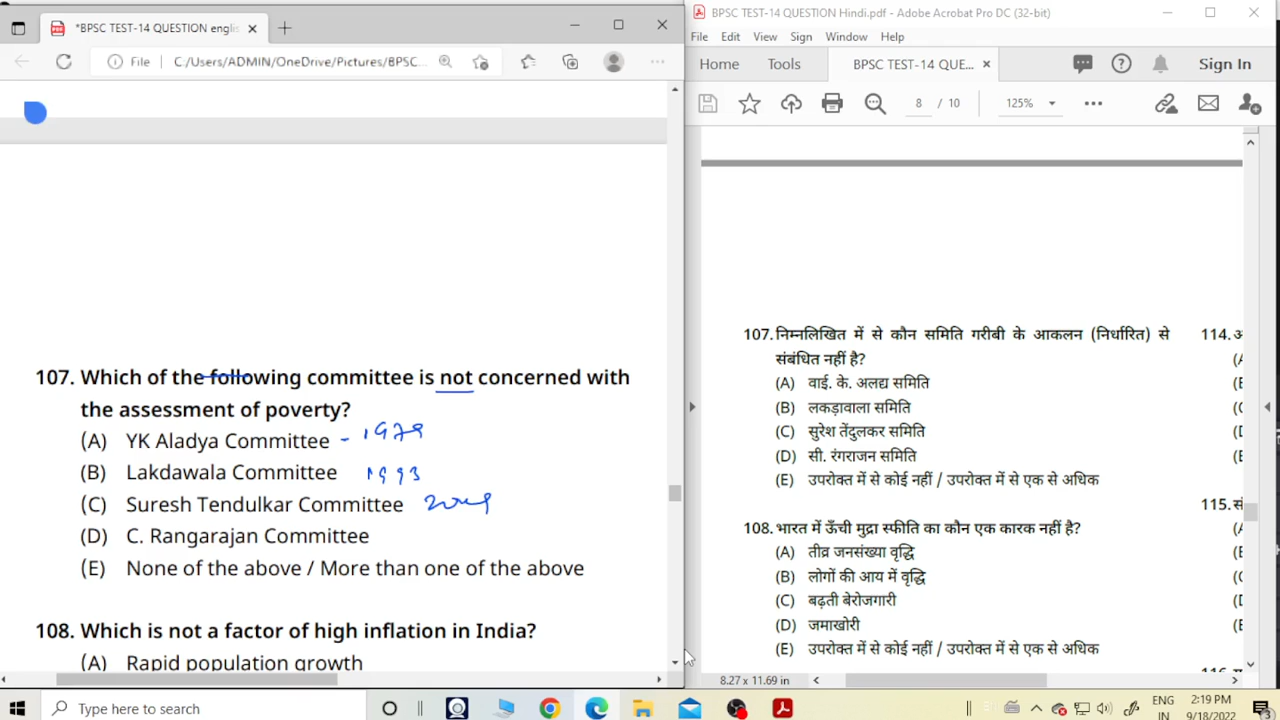 *BPSC TEST-14 QUESTION englis
BPSC TEST-14 QUESTION Hindi.pdf - Adobe Acrobat Pro DC (32-bit)
File Edit View Sign Window Help
File C:/Users/ADMIN/OneDrive/Pictures/BPSC...
Home Tools BPSC TEST-14 QUE... Sign In
8 / 10 125%
107. Which of the following committee is not concerned with
the assessment of poverty?
(A) YK Aladya Committee - 1979
(B) Lakdawala Committee 1993
(C) Suresh Tendulkar Committee
(D) C. Rangarajan Committee
(E) None of the above / More than one of the above
108. Which is not a factor of high inflation in India?
(A) Rapid population growth
107. निम्नलिखित में से कौन समिति गरीबी के आकलन (निर्धारित) से
संबंधित नहीं है?
(A) वाई. के. अलद्य समिति
(B) लकड़ावाला समिति
(C) सुरेश तेंदुलकर समिति
(D) सी. रंगराजन समिति
(E) उपरोक्त में से कोई नहीं / उपरोक्त में से एक से अधिक
108. भारत में ऊँची मुद्रा स्फीति का कौन एक कारक नहीं है?
(A) तीव्र जनसंख्या वृद्धि
(B) लोगों की आय में वृद्धि
(C) बढ़ती बेरोजगारी
(D) जमाखोरी
(E) उपरोक्त में से कोई नहीं / उपरोक्त में से एक से अधिक
114.
115.
8.27 x 11.69 in
Type here to search
ENG
IN
2:19 PM
9/18/2022